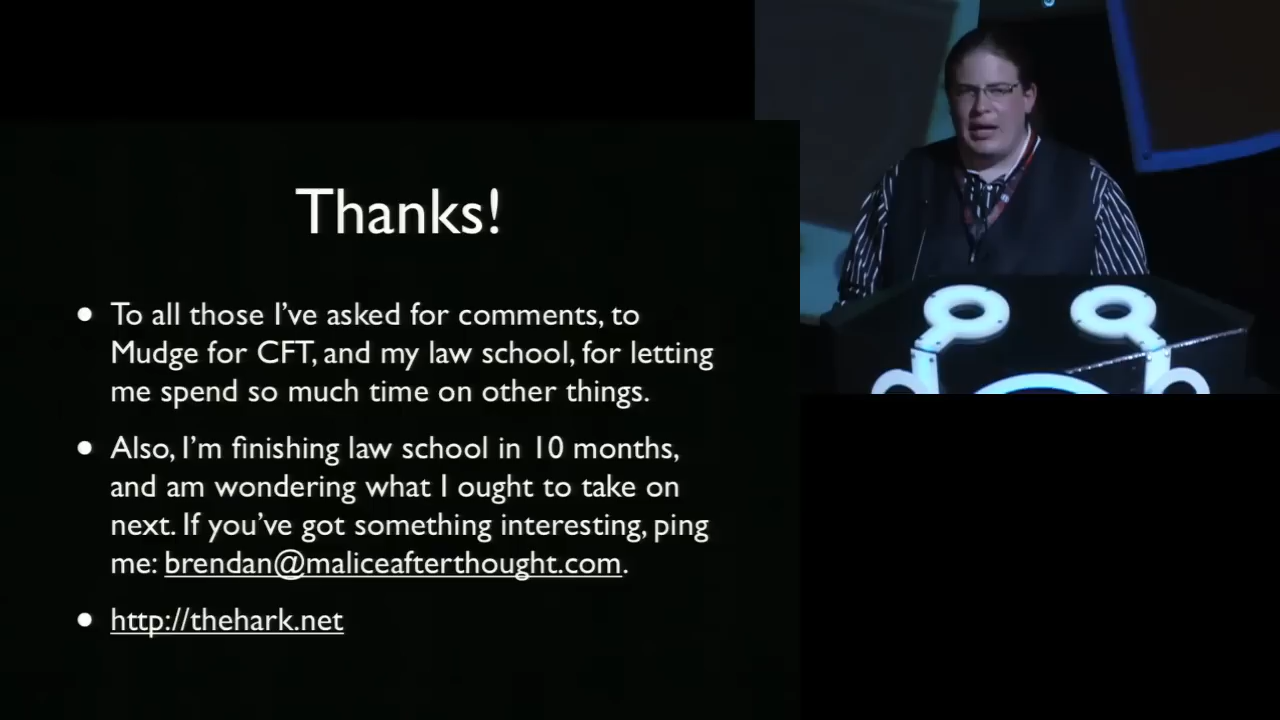 Thanks!
• To all those I've asked for comments, to
Mudge for CFT, and my law school, for letting
me spend so much time on other things.
• Also, I'm finishing law school in 10 months,
and am wondering what I ought to take on
next. If you've got something interesting, ping
me: brendan@maliceafterthought.com.
• http://thehark.net